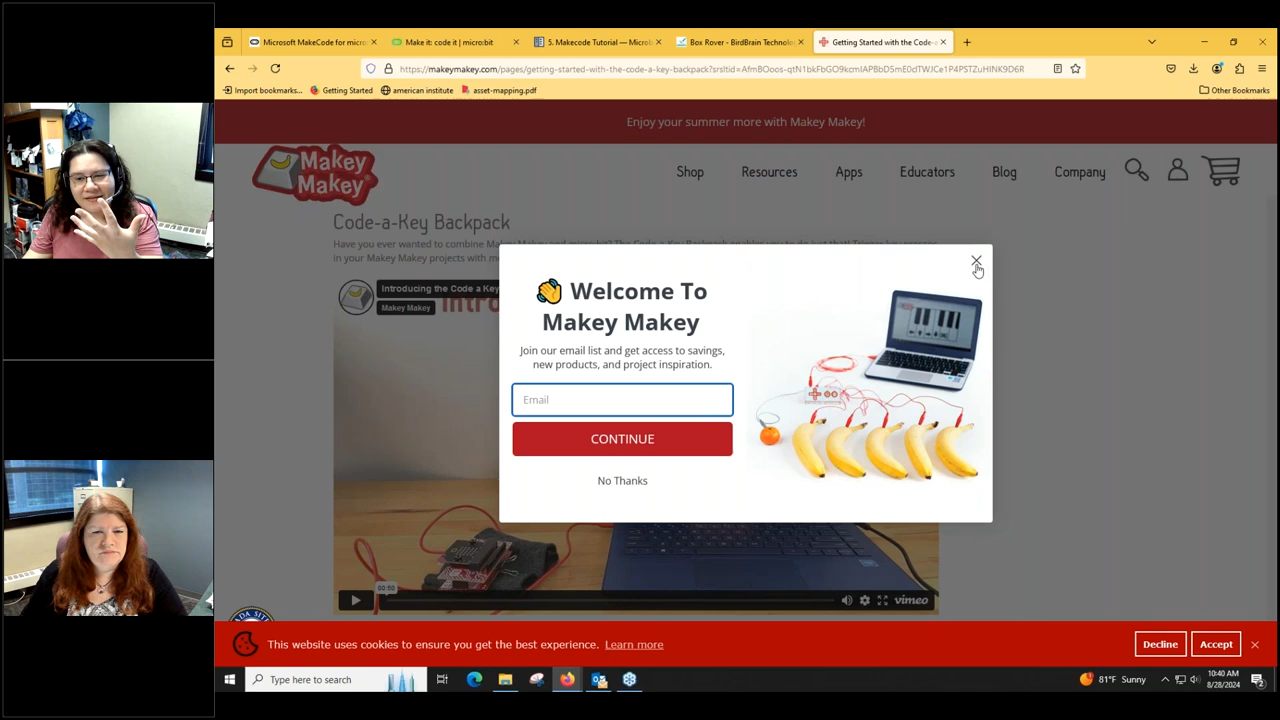 Microsoft MakeCode for micro:
Make it: code it | micro:bit
5. Makecode Tutorial — Microb
Box Rover - BirdBrain Technolo
Getting Started with the Code-a
https://makeymakey.com/pages/getting-started-with-the-code-a-key-backpack?srsltid=AfmBOoos-qtN1bkFbGO9kcmIAPBbD5mE0dTWJCe1P4PSTZuHINK9D6R
Import bookmarks...
Getting Started
american institute
asset-mapping.pdf
Other Bookmarks
Enjoy your summer more with Makey Makey!
Makey
Makey
Shop
Resources
Apps
Educators
Blog
Company
Code-a-Key Backpack
Have you ever wanted to combine
in your Makey Makey projects with
Introducing the Code a Key
Makey Makey
Welcome To
Makey Makey
Join our email list and get access to savings,
new products, and project inspiration.
Email
CONTINUE
No Thanks
00:50
vimeo
This website uses cookies to ensure you get the best experience. Learn more
Decline
Accept
Type here to search
81°F Sunny
10:40 AM
8/28/2024
2